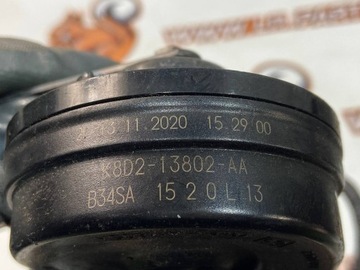 13 11.2020 15.29 00
K8D2-13802-AA
B34SA 15 2 0 L 13